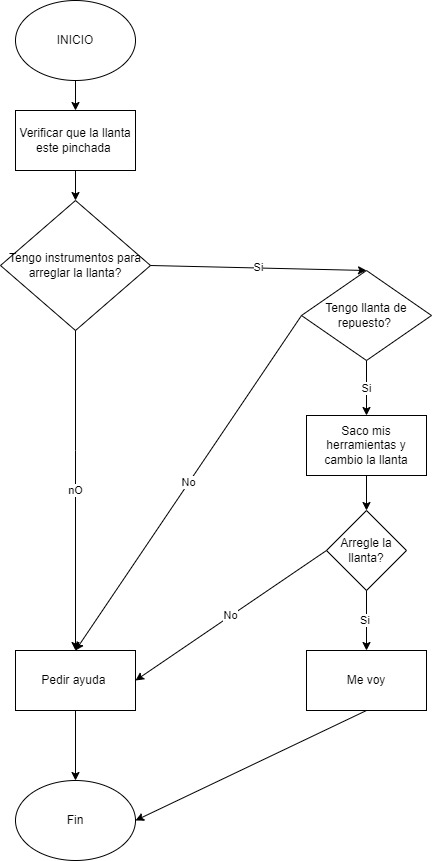 INICIO
Verificar que la llanta
este pinchada
Tengo instrumentos para
arreglar la llanta?
Si
Tengo llanta de
repuesto?
Si
Saco mis
herramientas y
cambio la llanta
No
nO
Arregle la
llanta?
No
Si
Pedir ayuda
Me voy
Fin